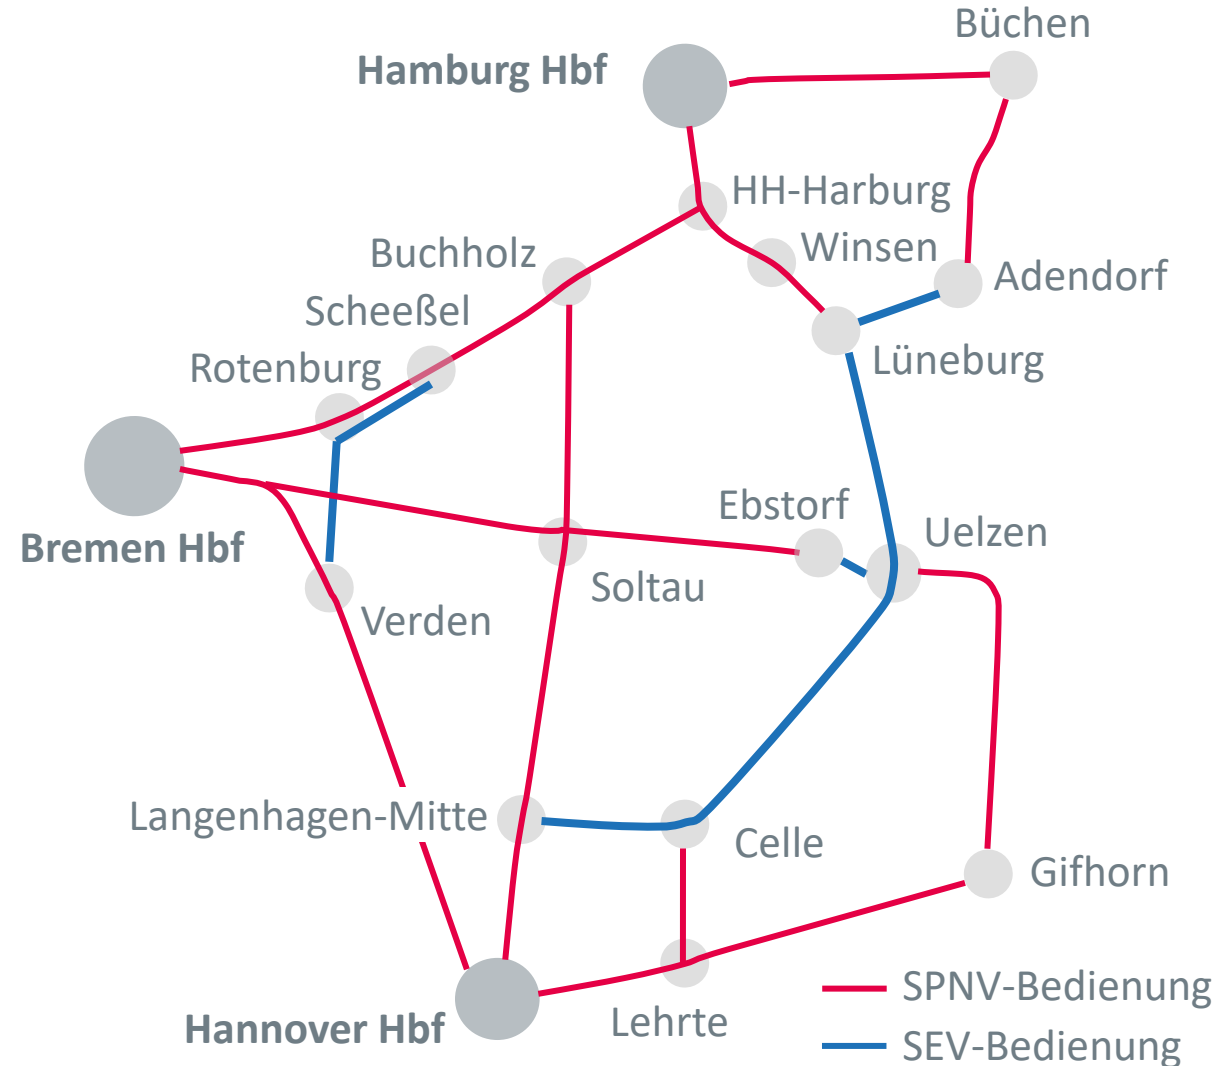 Büchen
Hamburg Hbf
HH-Harburg
Winsen
Buchholz
Adendorf
Scheeßel
Lüneburg
Rotenburg
Ebstorf
Uelzen
Bremen Hbf
Soltau
Verden
Langenhagen-Mitte
Celle
Gifhorn
SPNV-Bedienung
Lehrte
Hannover Hbf
SEV-Bedienung